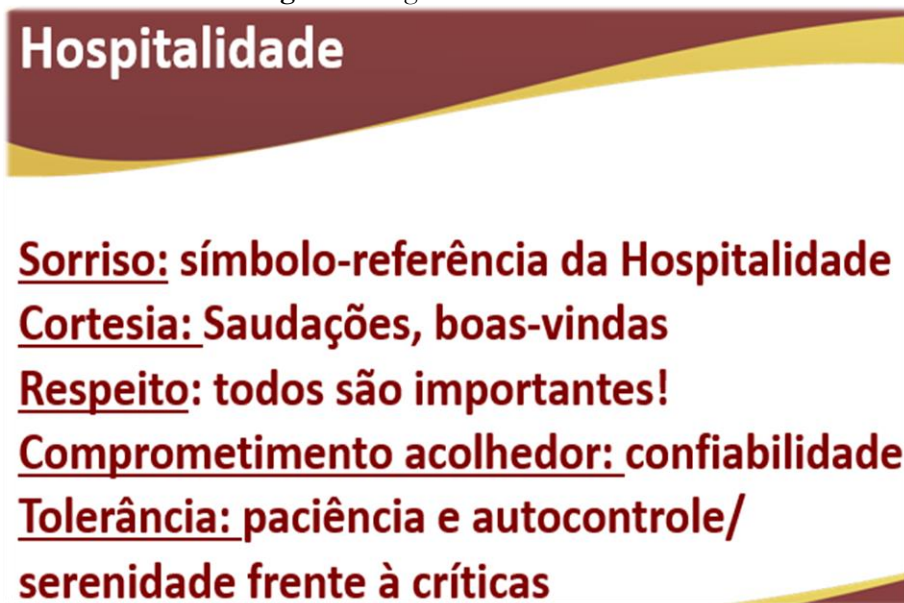 Hospitalidade
Sorriso: símbolo-referência da Hospitalidade
Cortesia: Saudações, boas-vindas
Respeito: todos são importantes!
Comprometimento acolhedor: confiabilidade
Tolerância: paciência e autocontrole/
serenidade frente à críticas